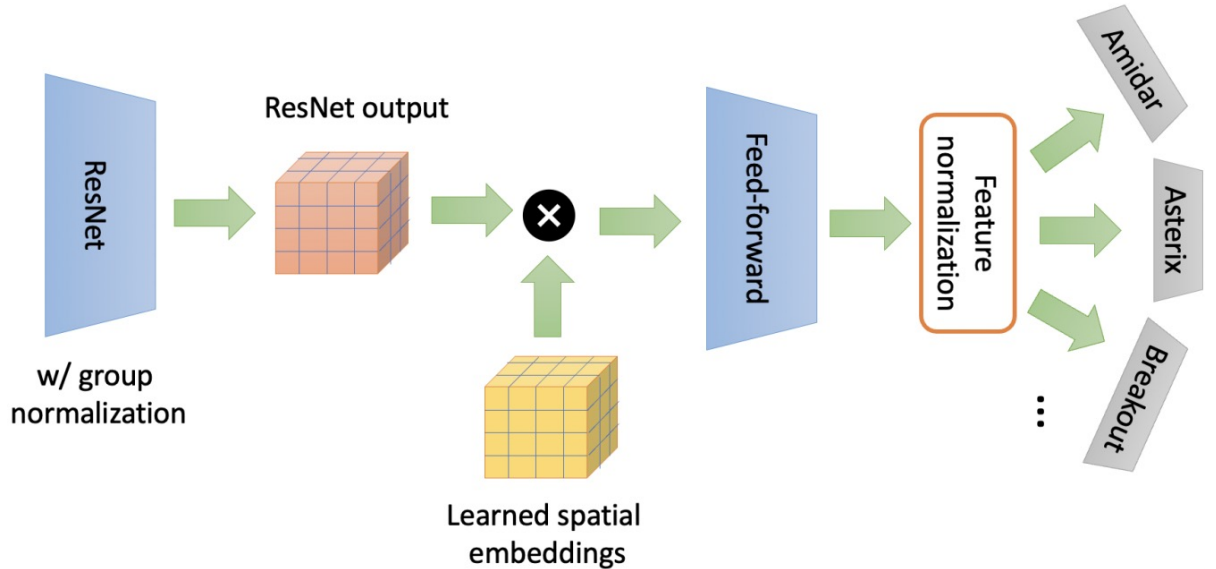 ResNet
w/ group
normalization
ResNet output
Learned spatial
embeddings
Feed-forward
Feature
normalization
Amidar
Asterix
Breakout
...